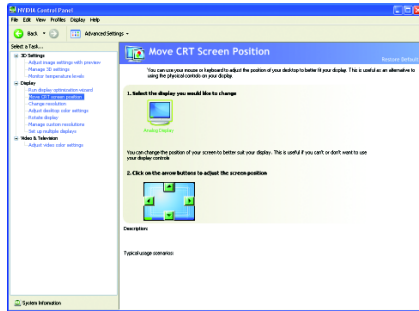 NVIDIA Control Panel
File Edit View Profiles Display Help
Back Advanced Settings
Select a Task...
3D Settings
Adjust image settings with preview
Manage 3D settings
Monitor temperature levels
Display
Run display optimization wizard
Move CRT screen position
Change resolution
Adjust desktop color settings
Rotate display
Manage custom resolutions
Set up multiple displays
Video & Television
Adjust video color settings
System Information
Move CRT Screen Position
Restore Defaults
You can use your mouse or keyboard to adjust the position of your desktop to better fit your display. This is useful as an alternative to
using the physical controls on your display.
1. Select the display you would like to change
Analog Display
You can change the position of your screen to better suit your display. This is useful if you can't or don't want to use
your display controls
2. Click on the arrow buttons to adjust the screen position
Description:
Typical usage scenarios: